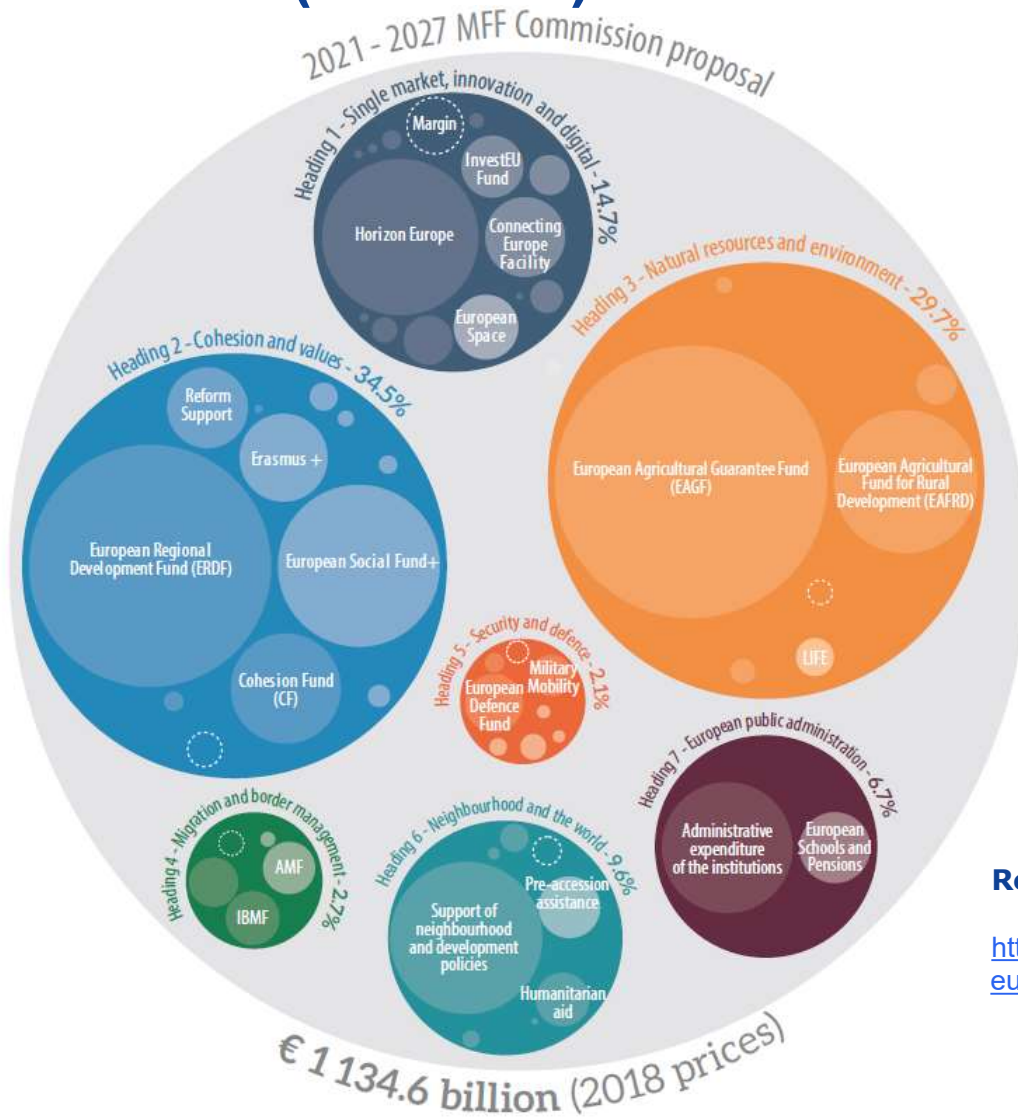 2021 - 2027 MFF Commission proposal
Heading 1 - Single market, innovation and digital - 14.7%
Margin
InvestEU
Fund
Horizon Europe
Connecting
Europe
Facility
European
Space
Heading 3 - Natural resources and environment - 29.7%
European Agricultural Guarantee Fund
(EAGF)
European Agricultural
Fund for Rural
Development (EAFRD)
LIFE
Heading 2 - Cohesion and values - 34.5%
Reform
Support
Erasmus +
European Regional
Development Fund (ERDF)
European Social Fund+
Cohesion Fund
(CF)
Heading 5 - Security and defence - 2.1%
Military
Mobility
European
Defence
Fund
Heading 7 - European public administration - 6.7%
Administrative
expenditure
of the institutions
European
Schools and
Pensions
Heading 4 - Migration and border management - 2.7%
AMF
IBMF
Heading 6 - Neighbourhood and the world - 9.6%
Pre-accession
assistance
Support of
neighbourhood
and development
policies
Humanitarian
aid
€ 1 134.6 billion (2018 prices)